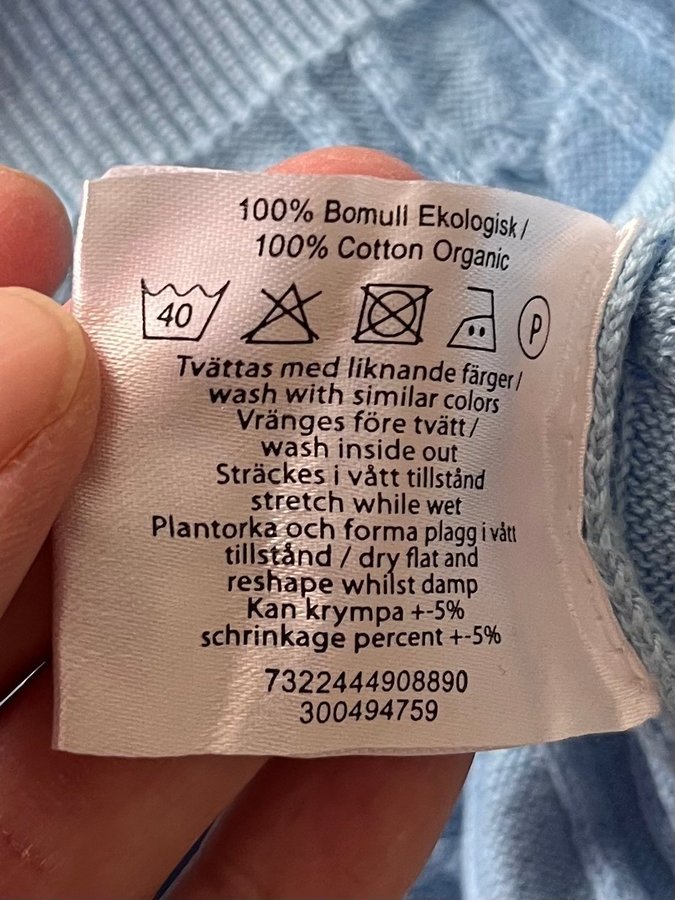 100% Bomull Ekologisk/
100% Cotton Organic
40 P
Tvättas med liknande färger/
wash with similar colors
Vränges före tvätt/
wash inside out
Sträckes i vått tillstånd
stretch while wet
Plantorka och forma plagg i vått
tillstånd / dry flat and
reshape whilst damp
Kan krympa +-5%
schrinkage percent +-5%
7322444908890
300494759